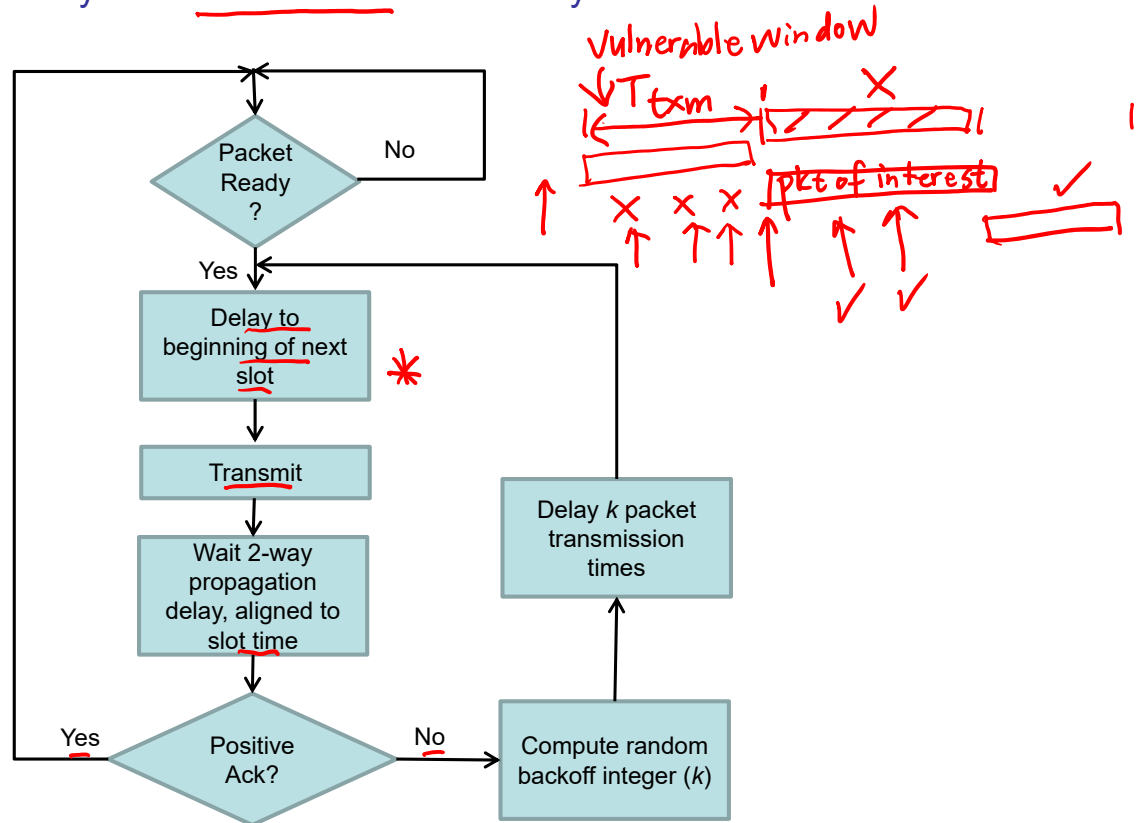 vulnerable window
T txm
pkt of interest
Packet
Ready
?
No
Yes
Delay to
beginning of next
slot
Transmit
Wait 2-way
propagation
delay, aligned to
slot time
Positive
Ack?
Yes
No
Compute random
backoff integer (k)
Delay k packet
transmission
times